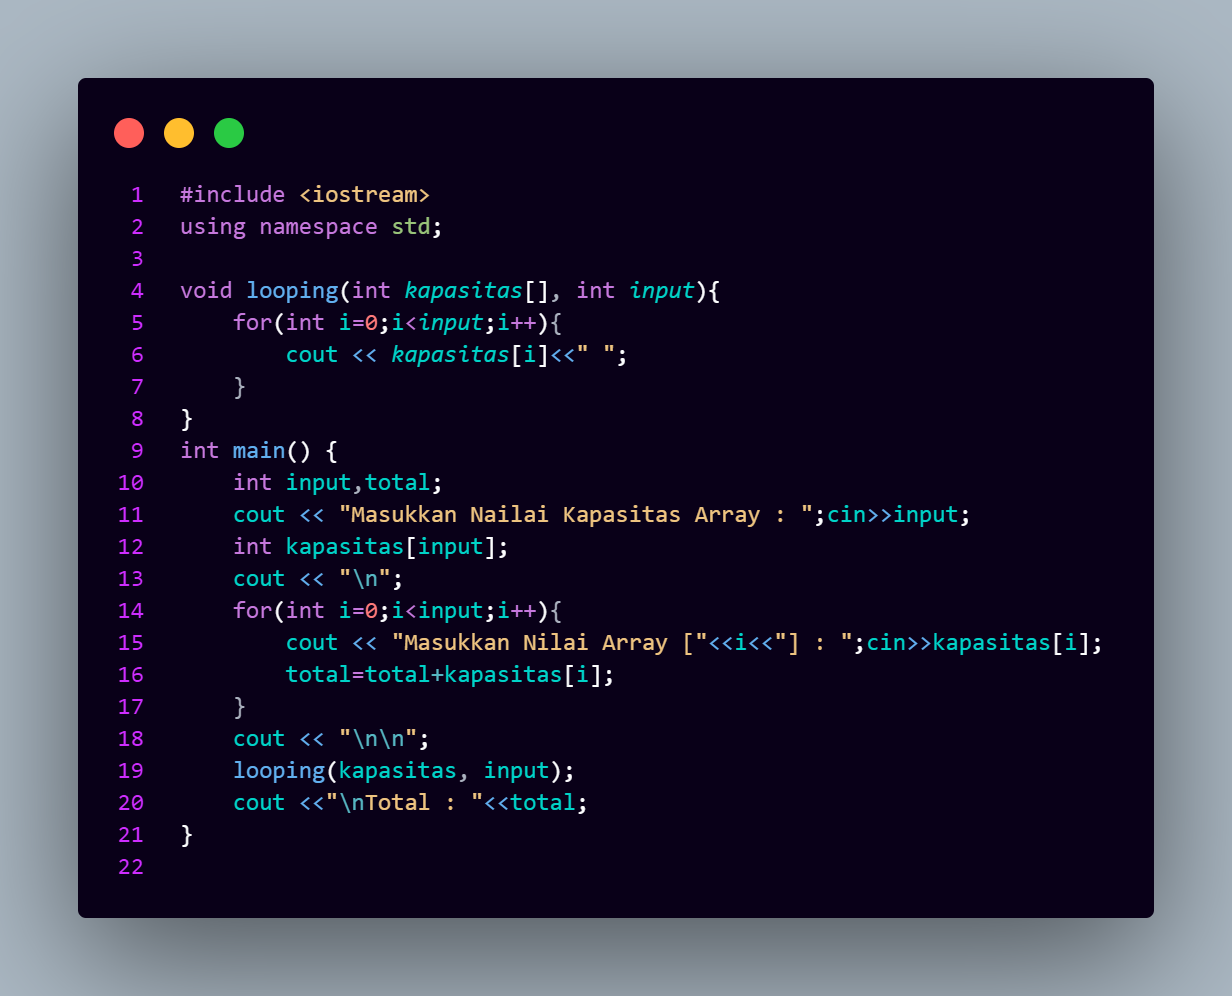 1 #include <iostream>
2 using namespace std;
3
4 void looping(int kapasitas[], int input){
5     for(int i=0;i<input;i++){
6         cout << kapasitas[i]<<" ";
7     }
8 }
9 int main() {
10     int input,total;
11     cout << "Masukkan Nailai Kapasitas Array : ";cin>>input;
12     int kapasitas[input];
13     cout << "\n";
14     for(int i=0;i<input;i++){
15         cout << "Masukkan Nilai Array ["<<i<<"] : ";cin>>kapasitas[i];
16         total=total+kapasitas[i];
17     }
18     cout << "\n\n";
19     looping(kapasitas, input);
20     cout <<"\nTotal : "<<total;
21 }
22